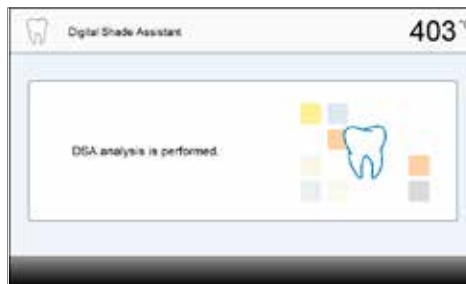 Digital Shade Assistant
403 °C
DSA analysis is performed.